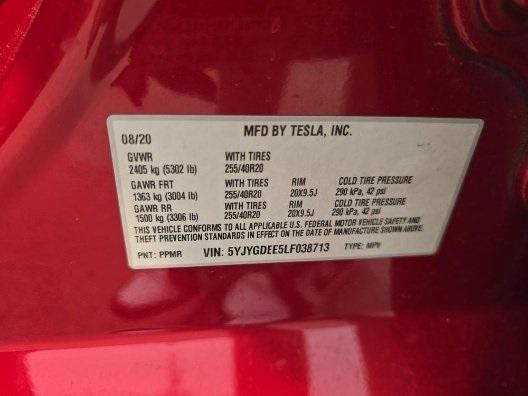 MFD BY TESLA, INC.
08/20
GVWR WITH TIRES
2405 kg (5302 lb) 255/40R20
GAWR FRT WITH TIRES RIM COLD TIRE PRESSURE
1363 kg (3004 lb) 255/40R20 20X9.5J 290 kPa, 42 psi
GAWR RR WITH TIRES RIM COLD TIRE PRESSURE
1500 kg (3306 lb) 255/40R20 20X9.5J 290 kPa, 42 psi
THIS VEHICLE CONFORMS TO ALL APPLICABLE U.S. FEDERAL MOTOR VEHICLE SAFETY AND
THEFT PREVENTION STANDARDS IN EFFECT ON THE DATE OF MANUFACTURE SHOWN ABOVE.
PNT: PPMR VIN: 5YJYGDEE5LF038713 TYPE: MPV